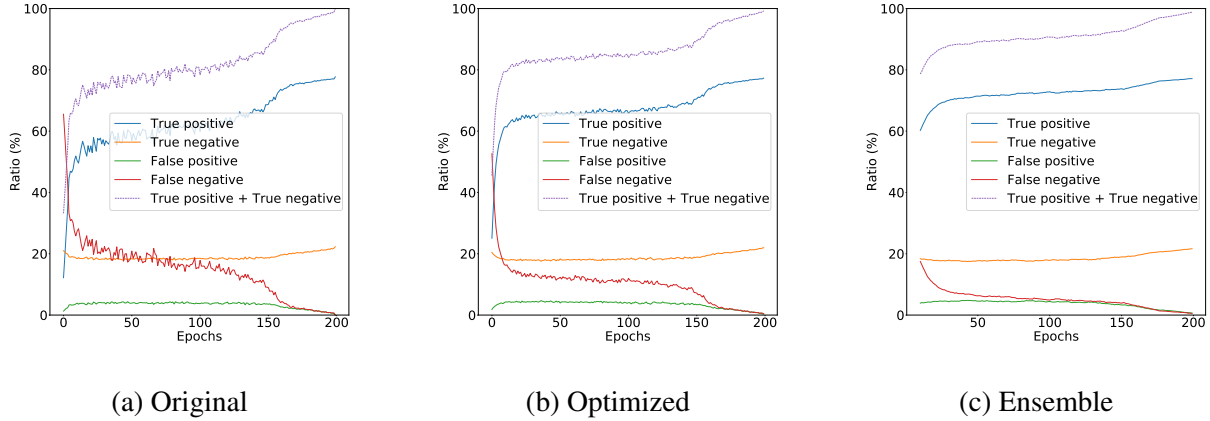 100
80
60
40
20
0
Ratio (%)
True positive
True negative
False positive
False negative
True positive + True negative
0 50 100 150 200
Epochs
(a) Original
100
80
60
40
20
0
Ratio (%)
True positive
True negative
False positive
False negative
True positive + True negative
0 50 100 150 200
Epochs
(b) Optimized
100
80
60
40
20
0
Ratio (%)
True positive
True negative
False positive
False negative
True positive + True negative
50 100 150 200
Epochs
(c) Ensemble